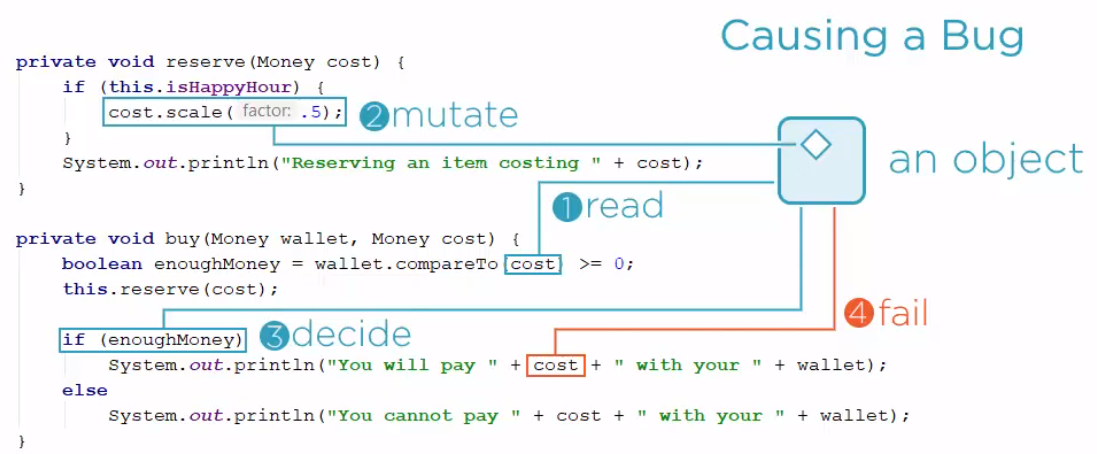 Causing a Bug
private void reserve(Money cost) {
if (this.isHappyHour) {
cost.scale( factor: .5);
2 mutate
}
System.out.println("Reserving an item costing " + cost);
}
an object
1 read
private void buy(Money wallet, Money cost) {
boolean enoughMoney = wallet.compareTo(cost) >= 0;
this.reserve(cost);
if (enoughMoney)
3 decide
4 fail
System.out.println("You will pay " + cost + " with your " + wallet);
else
System.out.println("You cannot pay " + cost + " with your " + wallet);
}